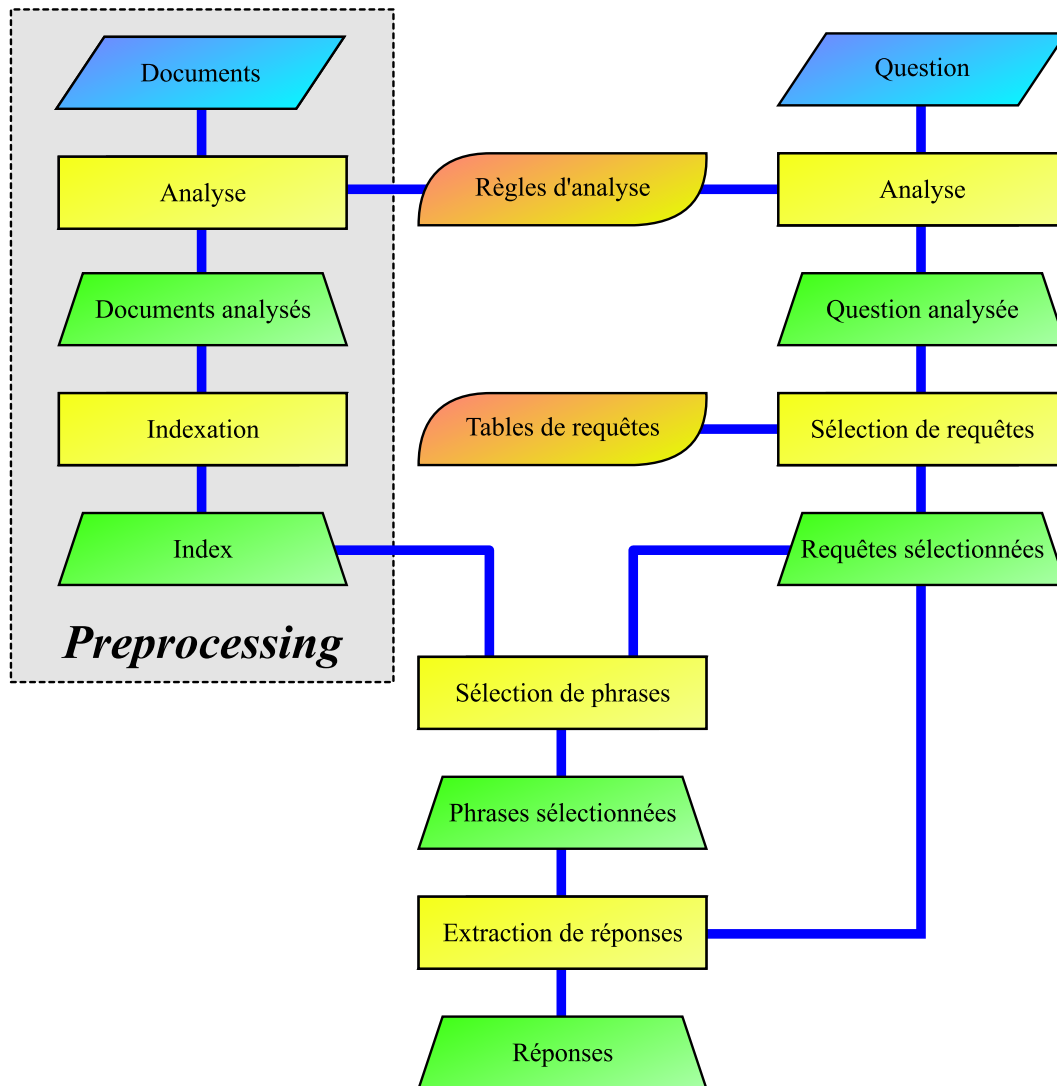 Documents
Question
Analyse
Règles d'analyse
Analyse
Documents analysés
Question analysée
Indexation
Tables de requêtes
Sélection de requêtes
Index
Requêtes sélectionnées
Preprocessing
Sélection de phrases
Phrases sélectionnées
Extraction de réponses
Réponses